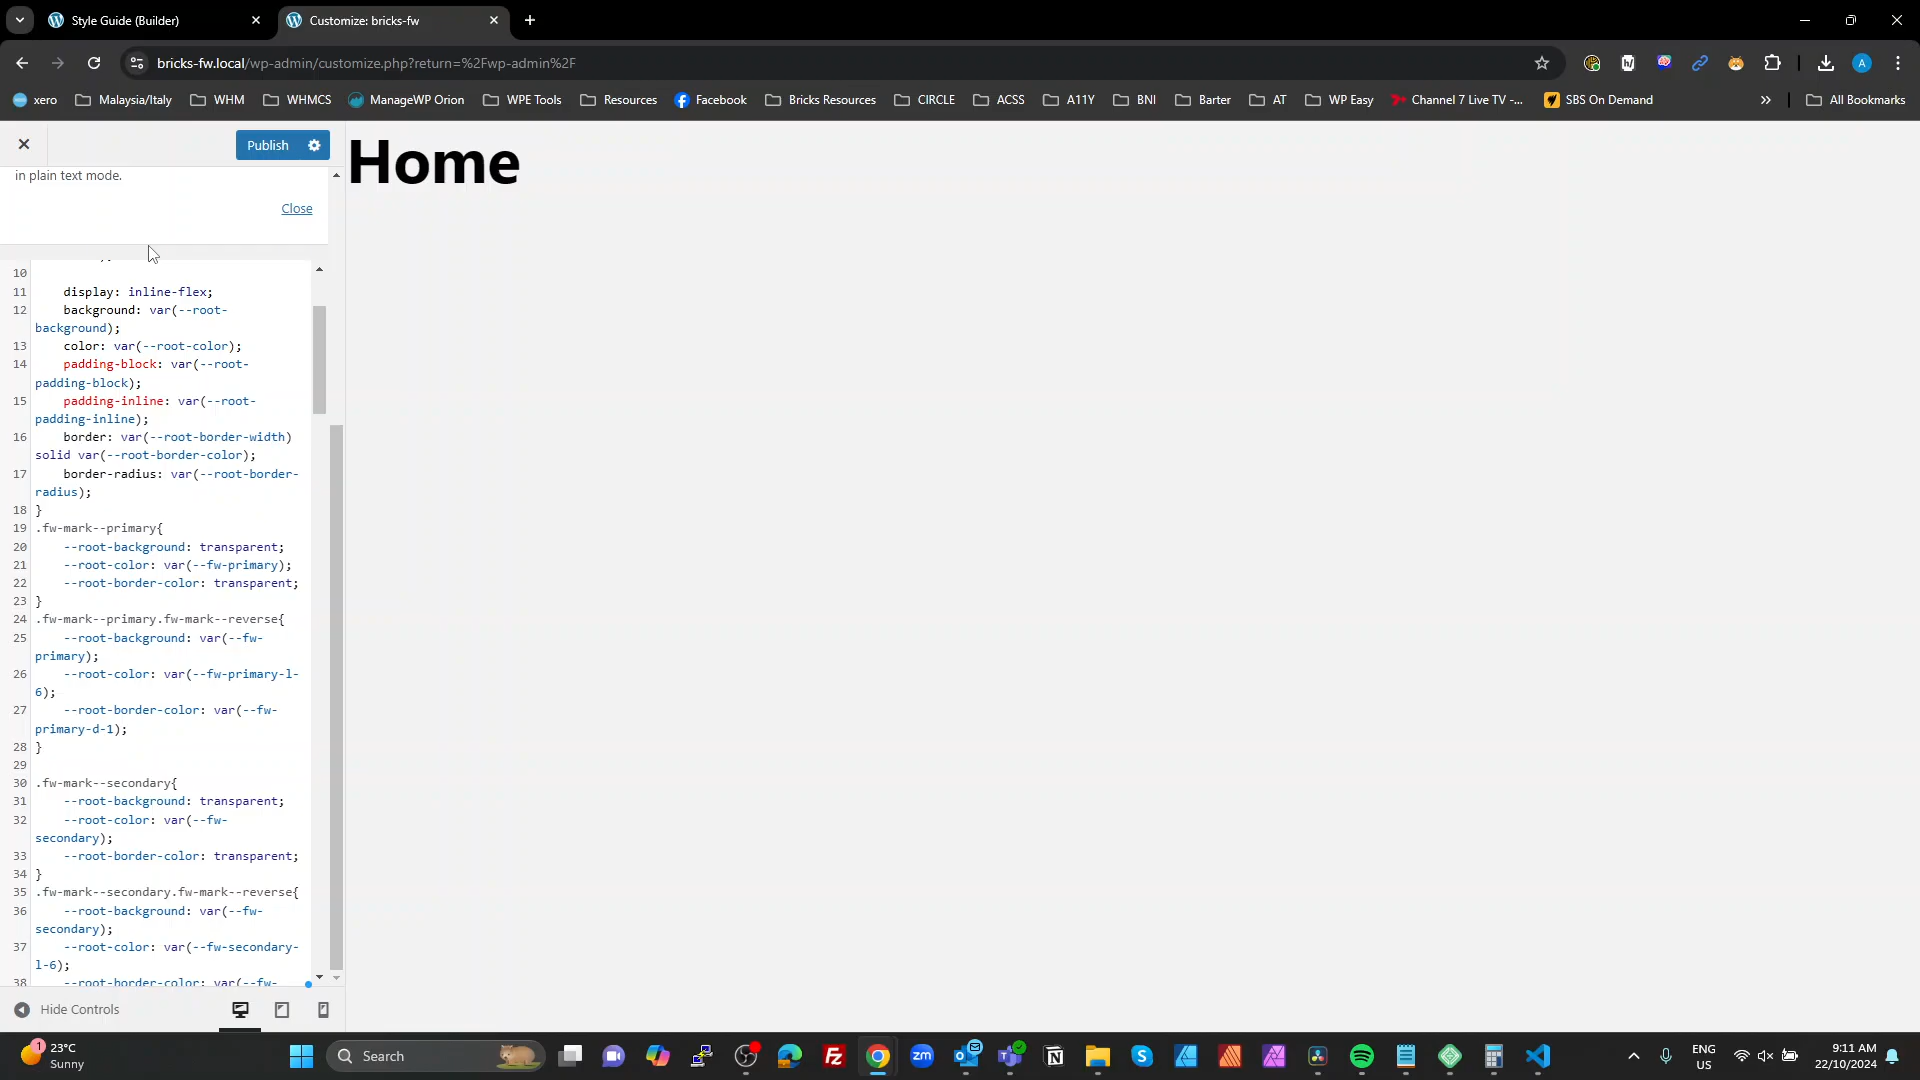 Style Guide (Builder)
Customize: bricks-fw
bricks-fw.local/wp-admin/customize.php?return=%2Fwp-admin%2F
xero
Malaysia/Italy
WHM
WHMCS
ManageWP Orion
WPE Tools
Resources
Facebook
Bricks Resources
CIRCLE
ACSS
A11Y
BNI
Barter
AT
WP Easy
Channel 7 Live TV -...
SBS On Demand
All Bookmarks
Publish
in plain text mode.
Close
Home
10
11 display: inline-flex;
12 background: var(--root-
background);
13 color: var(--root-color);
14 padding-block: var(--root-
padding-block);
15 padding-inline: var(--root-
padding-inline);
16 border: var(--root-border-width)
solid var(--root-border-color);
17 border-radius: var(--root-border-
radius);
18 }
19 .fw-mark--primary{
20 --root-background: transparent;
21 --root-color: var(--fw-primary);
22 --root-border-color: transparent;
23 }
24 .fw-mark--primary.fw-mark--reverse{
25 --root-background: var(--fw-
primary);
26 --root-color: var(--fw-primary-l-
6);
27 --root-border-color: var(--fw-
primary-d-1);
28 }
29
30 .fw-mark--secondary{
31 --root-background: transparent;
32 --root-color: var(--fw-
secondary);
33 --root-border-color: transparent;
34 }
35 .fw-mark--secondary.fw-mark--reverse{
36 --root-background: var(--fw-
secondary);
37 --root-color: var(--fw-secondary-
l-6);
38 --root-border-color: var(--fw-
Hide Controls
1
23°C
Sunny
Search
ENG
US
9:11 AM
22/10/2024